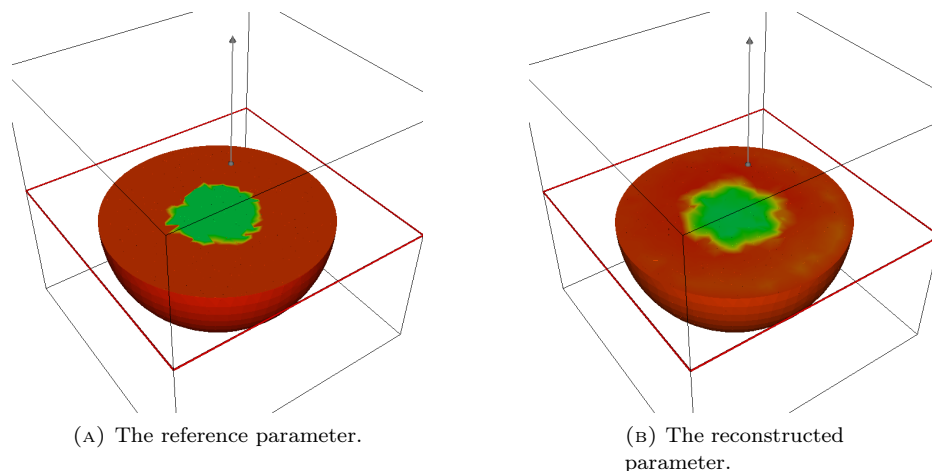 (A) The reference parameter.
(B) The reconstructed
parameter.